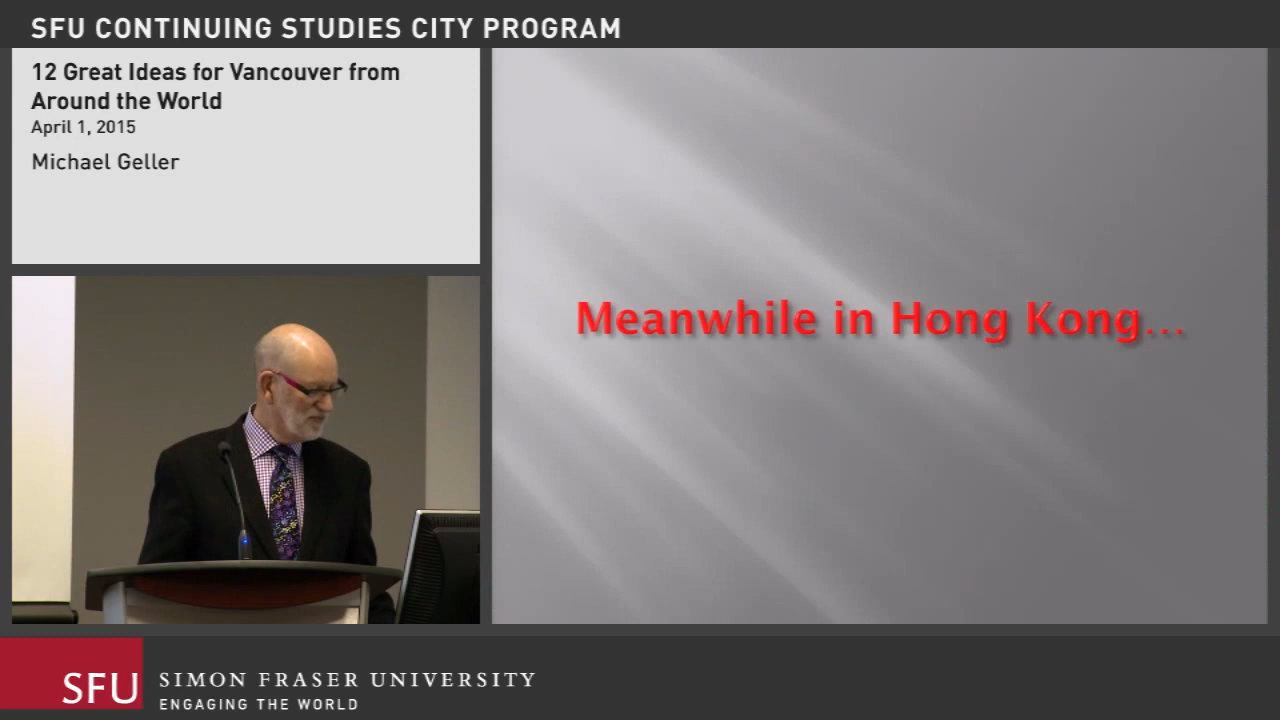 SFU CONTINUING STUDIES CITY PROGRAM
12 Great Ideas for Vancouver from
Around the World
April 1, 2015
Michael Geller
Meanwhile in Hong Kong...
SFU
SIMON FRASER UNIVERSITY
ENGAGING THE WORLD